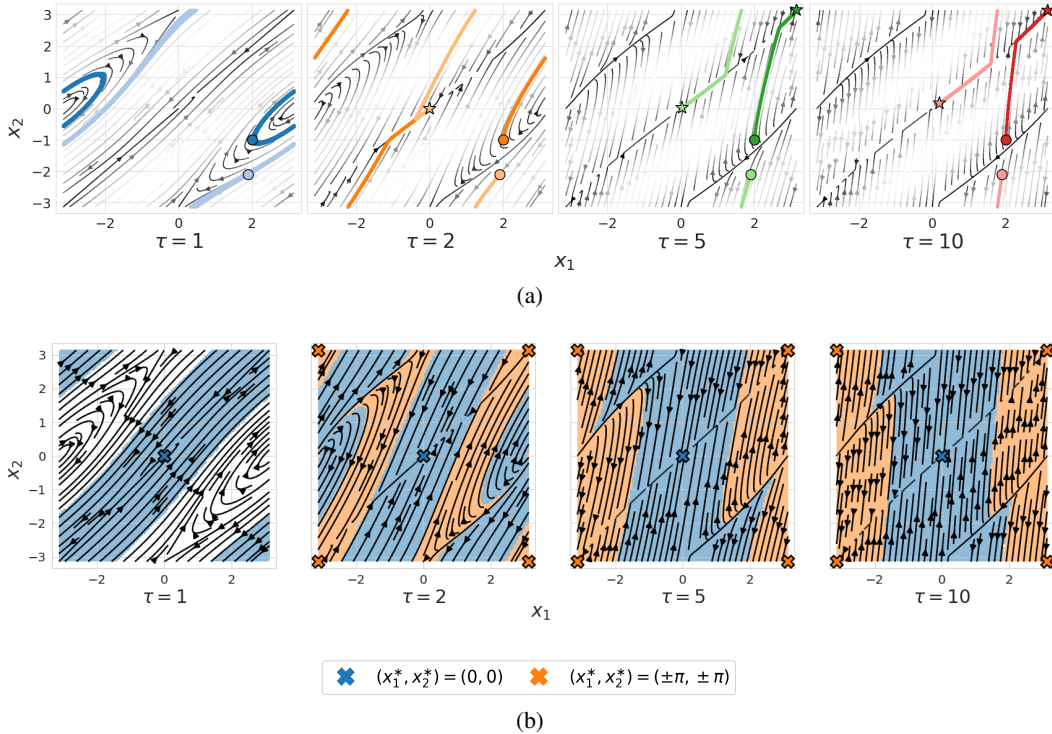 3
2
1
0
−1
−2
−3
x₂
−2 0 2
−2 0 2
−2 0 2
−2 0 2
τ = 1
τ = 2
τ = 5
τ = 10
x₁
(a)
3
2
1
0
−1
−2
−3
x₂
−2 0 2
−2 0 2
−2 0 2
−2 0 2
τ = 1
τ = 2
τ = 5
τ = 10
x₁
(x₁*, x₂*) = (0, 0) (x₁*, x₂*) = (±π, ±π)
(b)